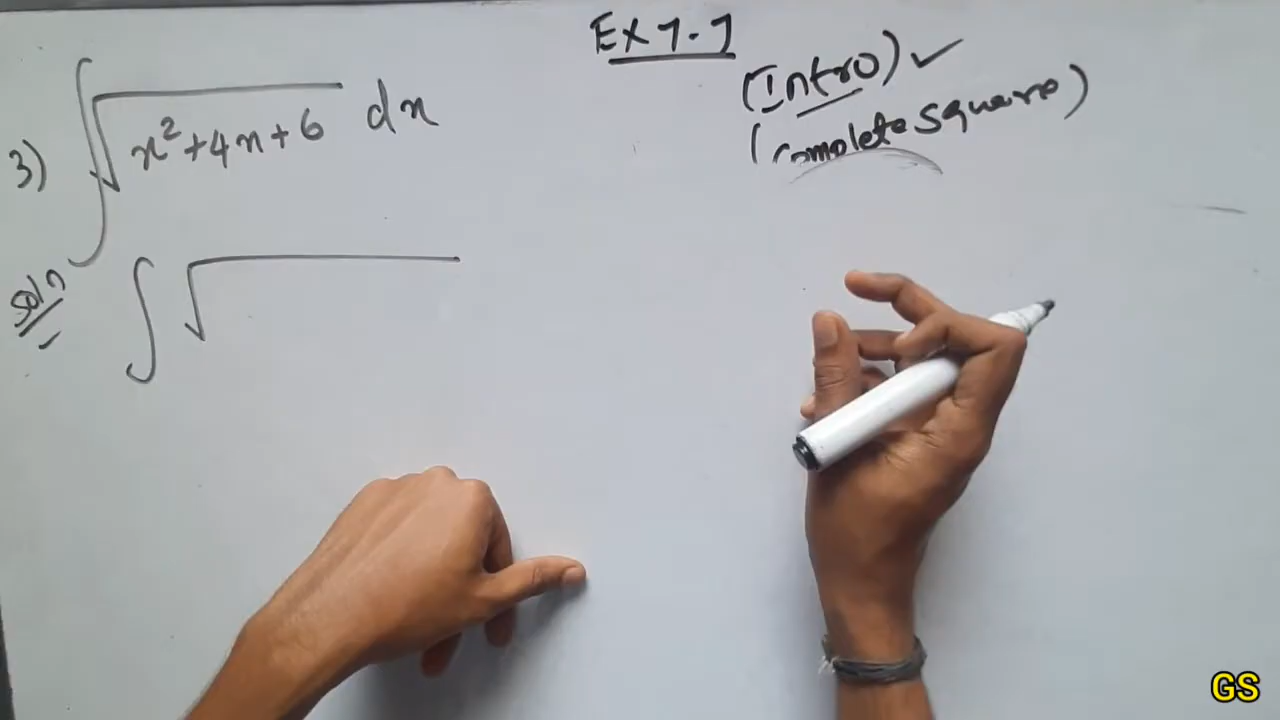 Ex 7.7
(Intro) ✓
(complete square)
3) ∫√x²+4x+6 dx
Soln ∫√
GS